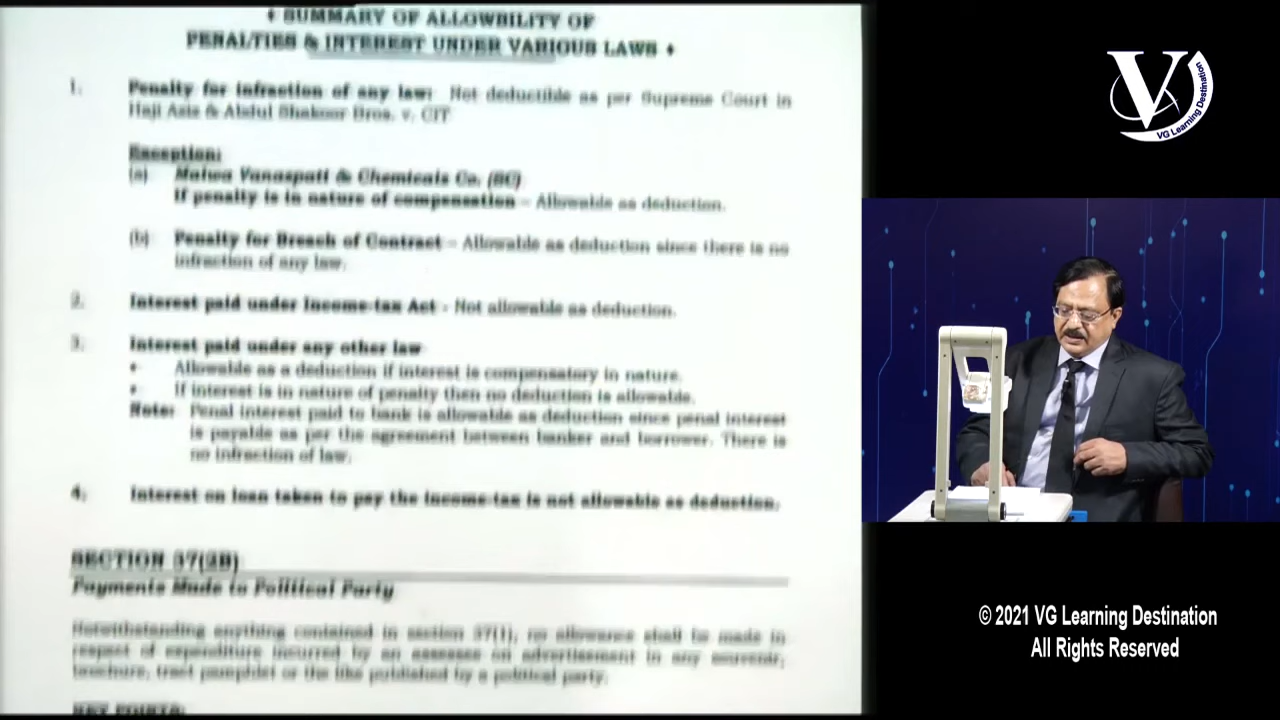 ♦ SUMMARY OF ALLOWBILITY OF
PENALTIES & INTEREST UNDER VARIOUS LAWS ♦
1. Penalty for infraction of any law: Not deductible as per Supreme Court in
Haji Aziz & Abdul Shakoor Bros. v. CIT
Exception:
(a) Malwa Vanaspati & Chemicals Co. (SC)
If penalty is in nature of compensation – Allowable as deduction.
(b) Penalty for Breach of Contract – Allowable as deduction since there is no
infraction of any law.
2. Interest paid under Income-tax Act - Not allowable as deduction.
3. Interest paid under any other law
• Allowable as a deduction if interest is compensatory in nature.
• If interest is in nature of penalty then no deduction is allowable.
Note: Penal interest paid to bank is allowable as deduction since penal interest
is payable as per the agreement between banker and borrower. There is
no infraction of law.
4. Interest on loan taken to pay the income-tax is not allowable as deduction.
SECTION 37(2B)
Payments Made to Political Party
Notwithstanding anything contained in section 37(1), no allowance shall be made in
respect of expenditure incurred by an assessee on advertisement in any souvenir,
brochure, tract pamphlet or the like published by a political party.
KEY POINTS:
V
VG Learning Destination
© 2021 VG Learning Destination
All Rights Reserved